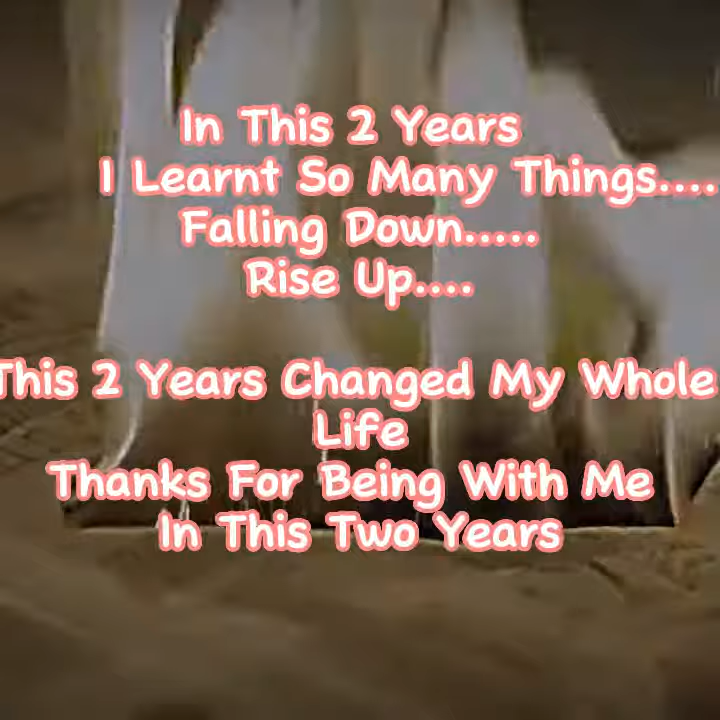 In This 2 Years
I Learnt So Many Things....
Falling Down.....
Rise Up....
This 2 Years Changed My Whole
Life
Thanks For Being With Me
In This Two Years